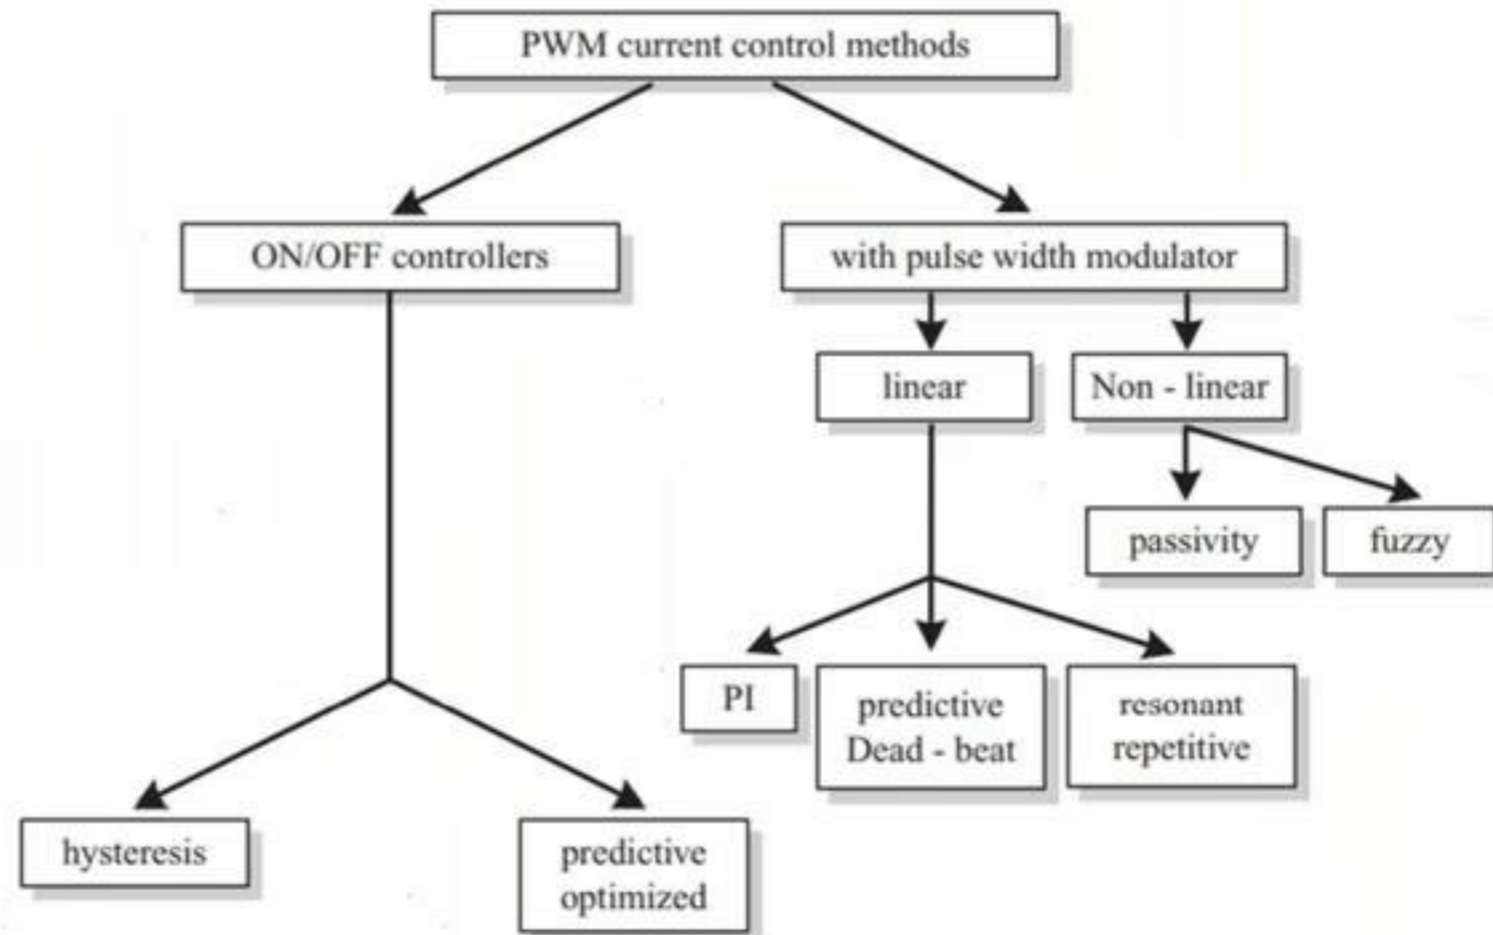 PWM current control methods
ON/OFF controllers
with pulse width modulator
linear
Non - linear
passivity
fuzzy
PI
predictive
Dead - beat
resonant
repetitive
hysteresis
predictive
optimized